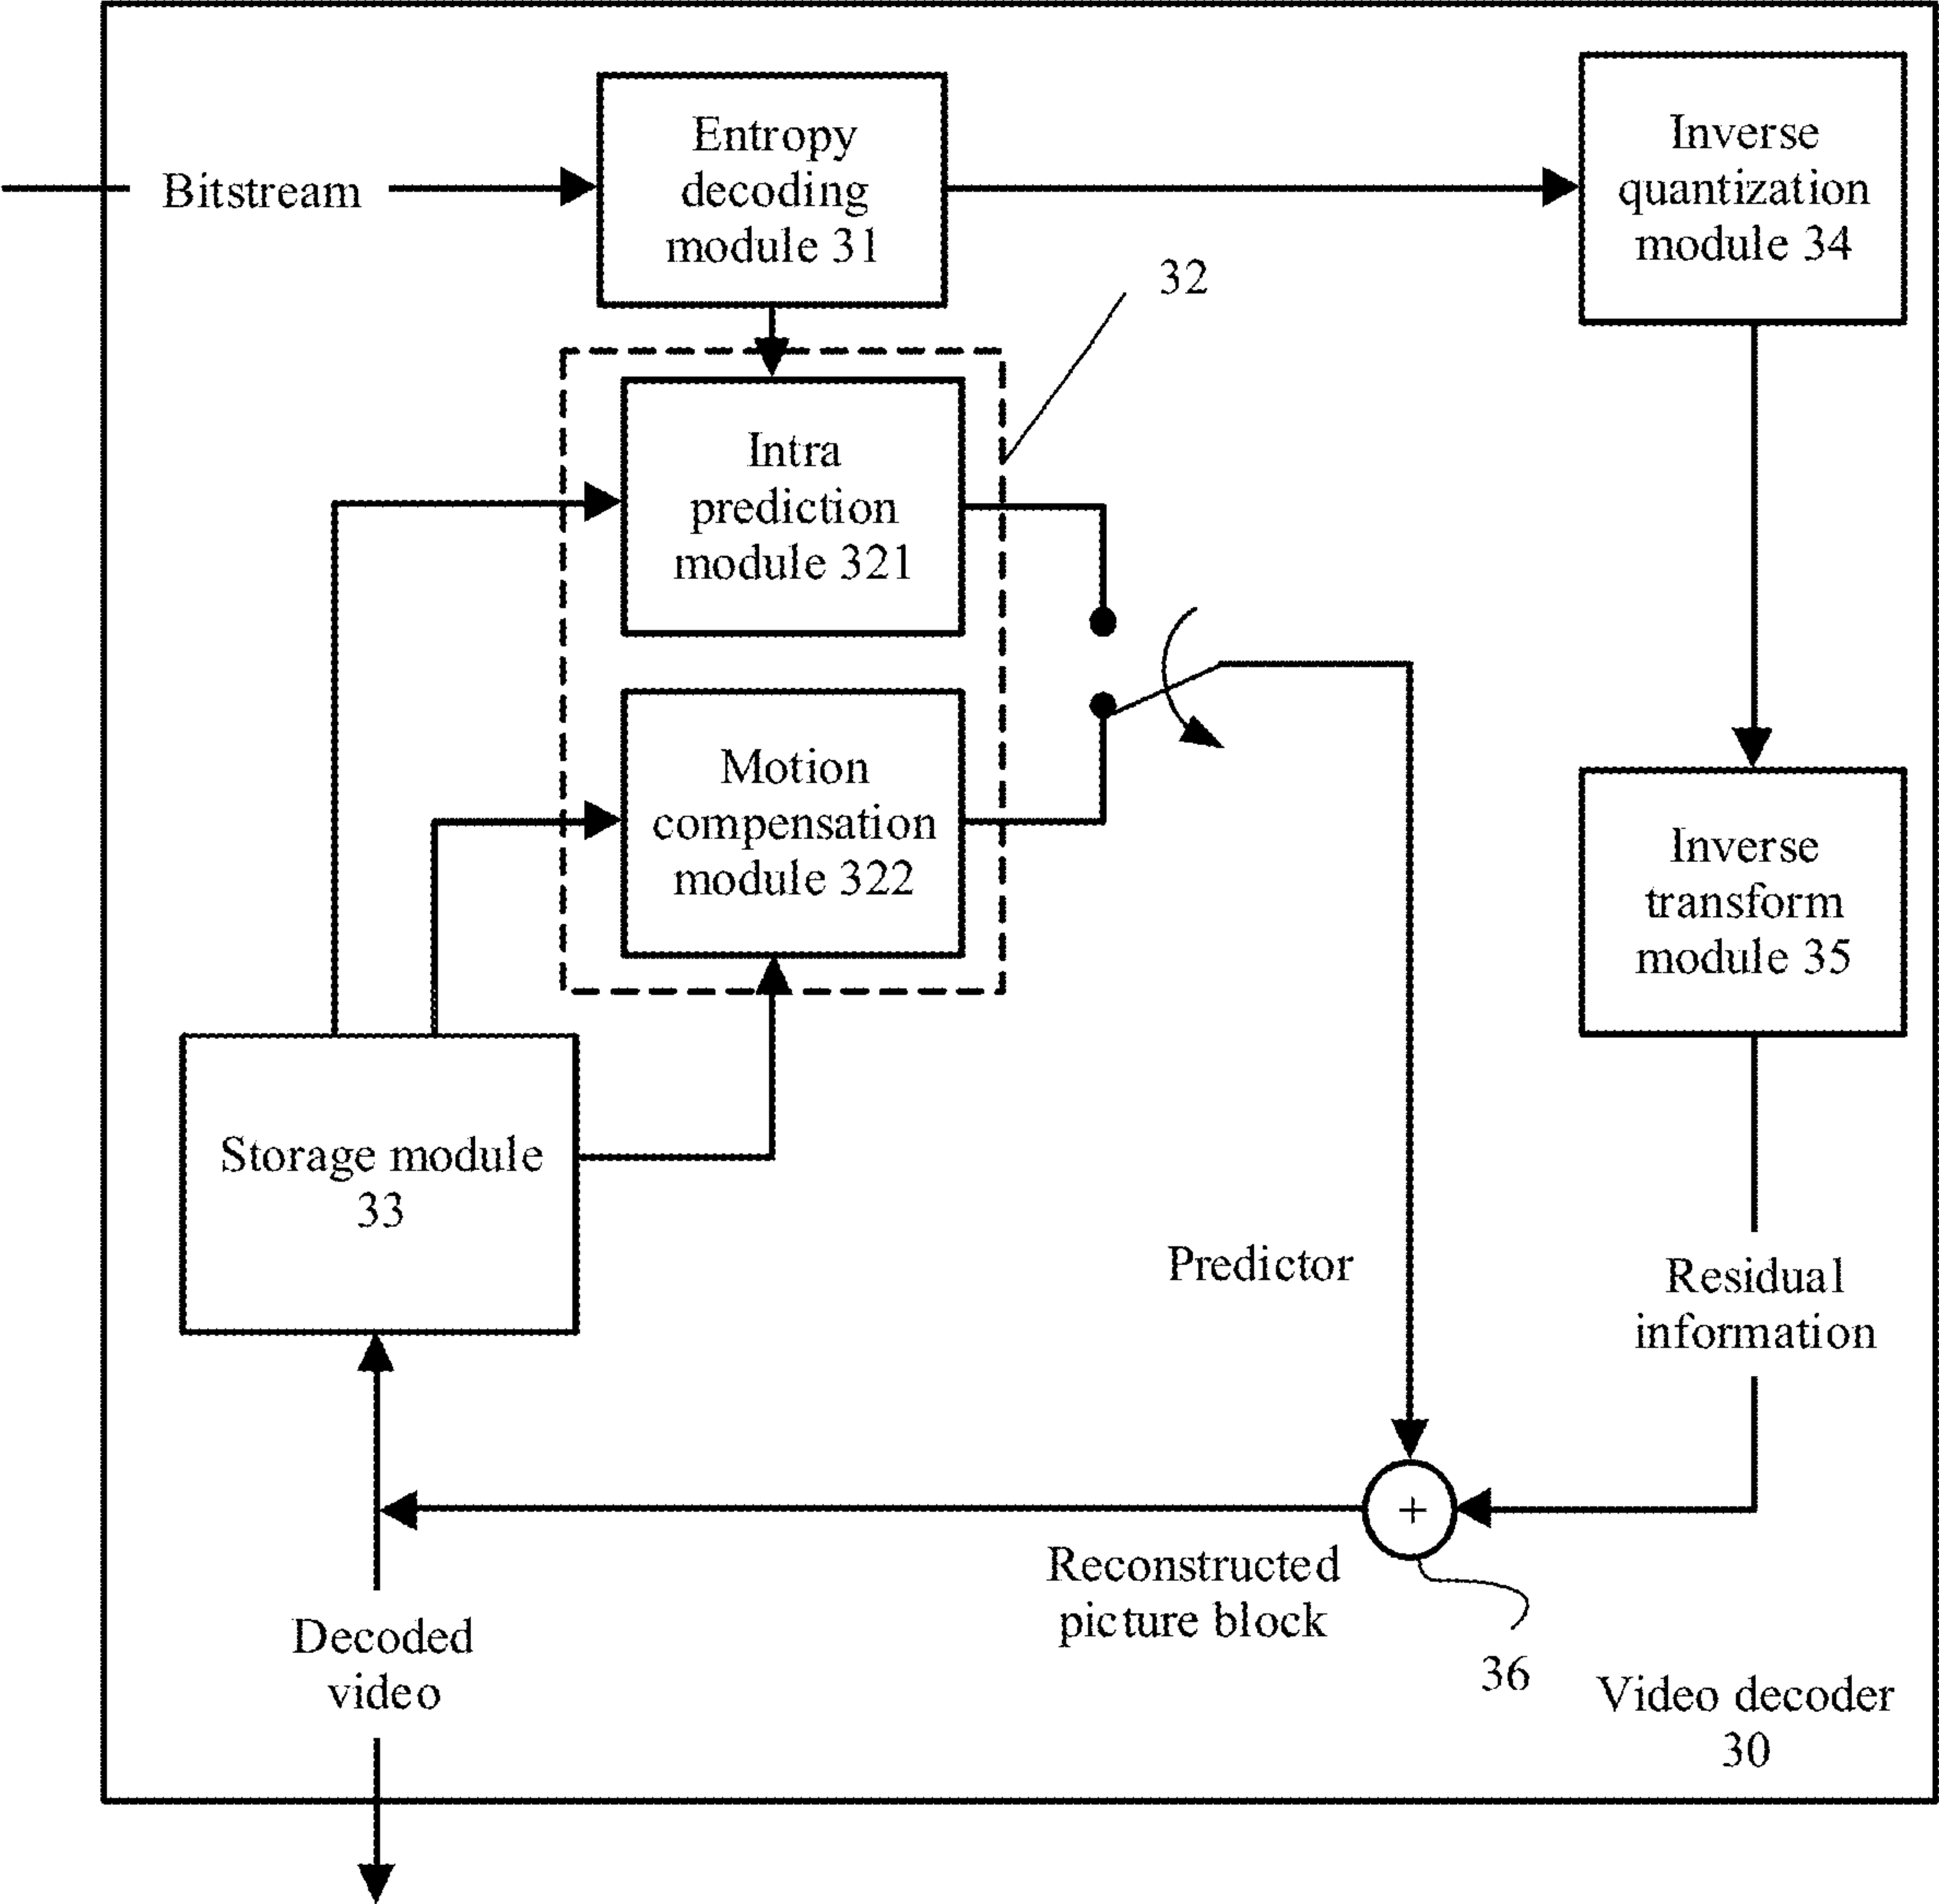 Bitstream
Entropy
decoding
module 31
Inverse
quantization
module 34
32
Intra
prediction
module 321
Motion
compensation
module 322
Inverse
transform
module 35
Storage module
33
Predictor
Residual
information
+
Reconstructed
picture block
36
Decoded
video
Video decoder
30